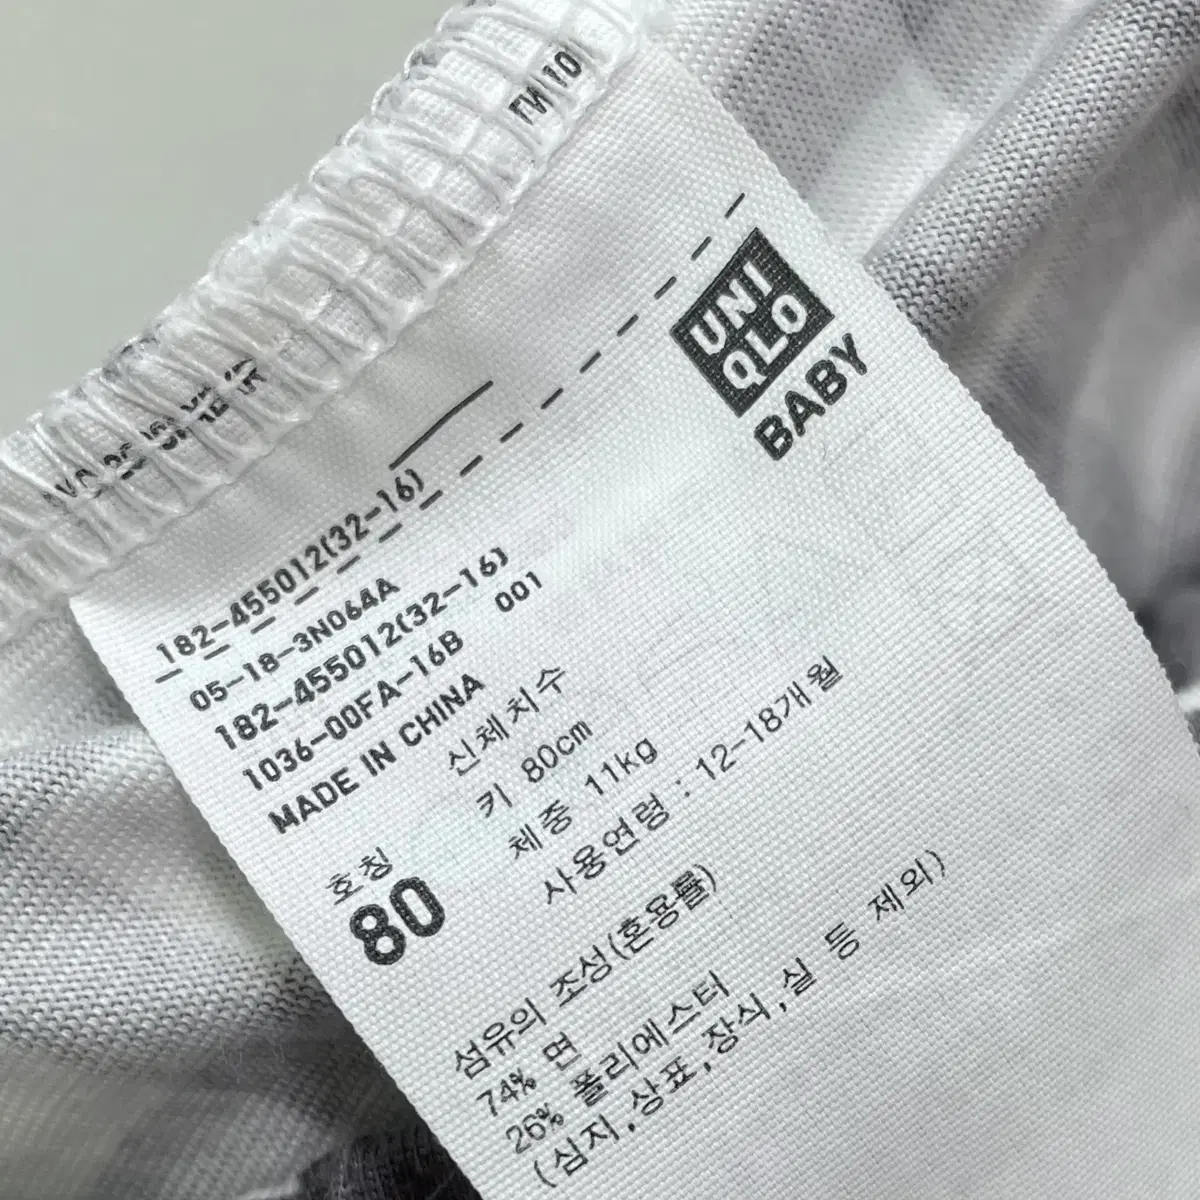 UNI
QLO
BABY
182-455012(32-16)
05-18-3N064A
182-455012(32-16)
1036-00FA-16B 001
MADE IN CHINA
호칭
80
신체치수
키 80cm
체중 11kg
사용연령 : 12-18개월
섬유의 조성(혼용률)
74% 면
26% 폴리에스터
(심지,상표,장식,실 등 제외)